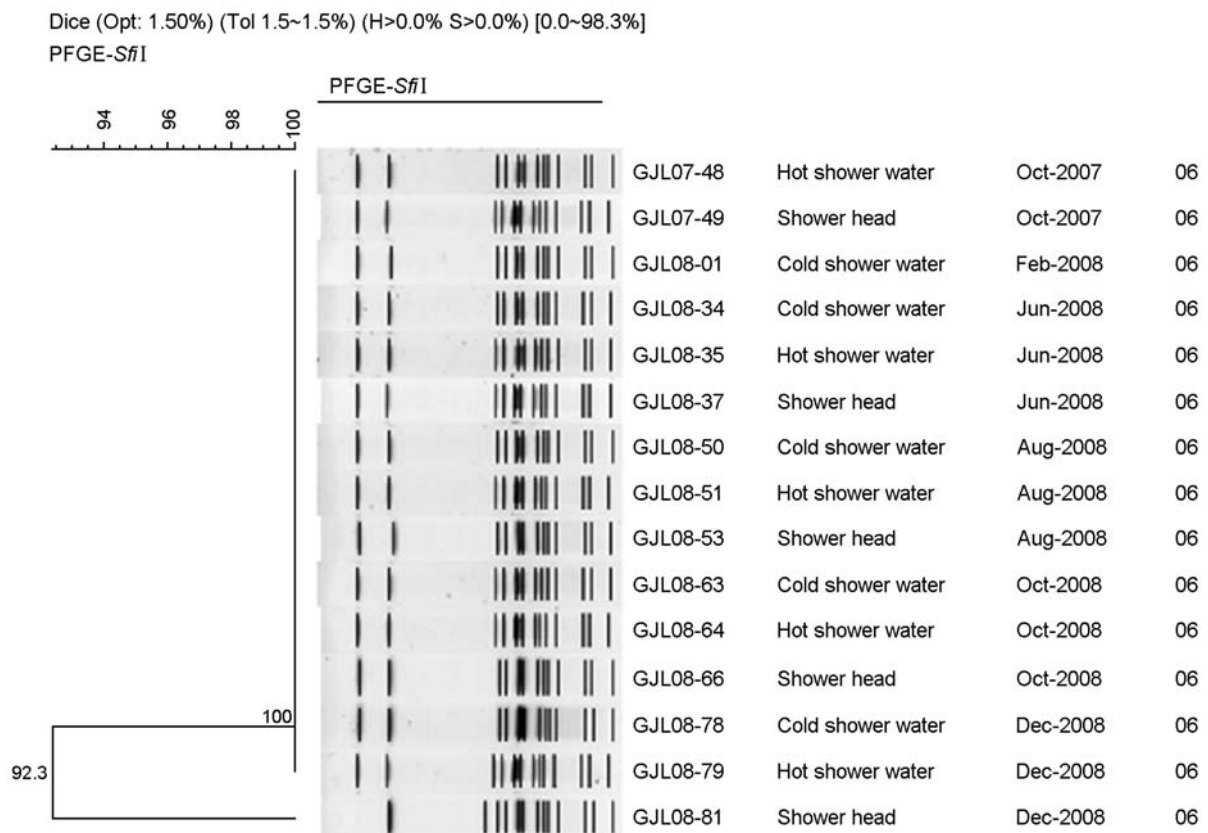 Dice (Opt: 1.50%) (Tol 1.5~1.5%) (H>0.0% S>0.0%) [0.0~98.3%]
PFGE-SfiI
PFGE-SfiI
94 96 98 100
GJL07-48 Hot shower water Oct-2007 06
GJL07-49 Shower head Oct-2007 06
GJL08-01 Cold shower water Feb-2008 06
GJL08-34 Cold shower water Jun-2008 06
GJL08-35 Hot shower water Jun-2008 06
GJL08-37 Shower head Jun-2008 06
GJL08-50 Cold shower water Aug-2008 06
GJL08-51 Hot shower water Aug-2008 06
GJL08-53 Shower head Aug-2008 06
GJL08-63 Cold shower water Oct-2008 06
GJL08-64 Hot shower water Oct-2008 06
GJL08-66 Shower head Oct-2008 06
100 GJL08-78 Cold shower water Dec-2008 06
92.3 GJL08-79 Hot shower water Dec-2008 06
GJL08-81 Shower head Dec-2008 06